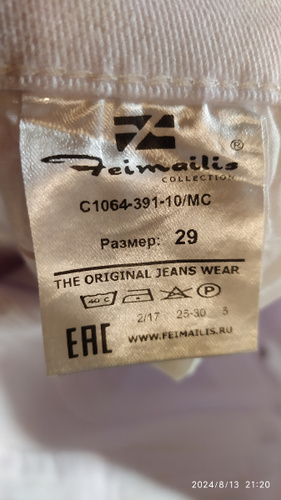 Feimailis ®
COLLECTION
C1064-391-10/MC
Размер: 29
THE ORIGINAL JEANS WEAR
40°C P
2/17 25-30 3
EAC WWW.FEIMAILIS.RU
2024/8/13 21:20